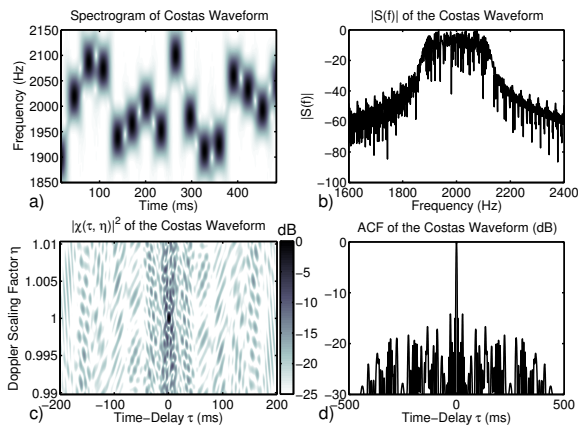 Spectrogram of Costas Waveform
2150
2100
2050
2000
1950
1900
1850
Frequency (Hz)
100 200 300 400
Time (ms)
a)
|S(f)| of the Costas Waveform
0
−20
−40
−60
−80
−100
|S(f)|
1600 1800 2000 2200 2400
Frequency (Hz)
b)
|χ(τ, η)|² of the Costas Waveform
dB
1.01
1.005
1
0.995
0.99
Doppler Scaling Factor η
−200 −100 0 100 200
Time−Delay τ (ms)
0
−5
−10
−15
−20
−25
c)
ACF of the Costas Waveform (dB)
0
−10
−20
−30
−500 0 500
Time−Delay τ (ms)
d)